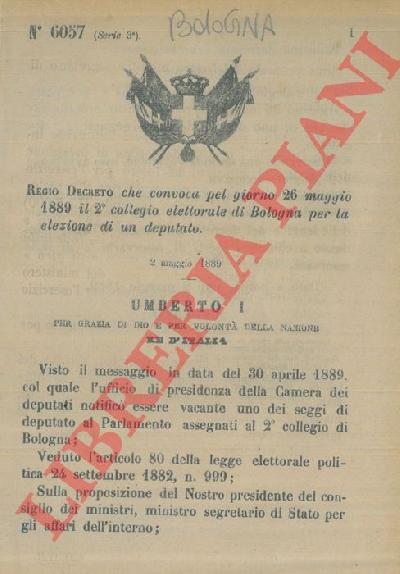 BOLOGNA
N° 6057 (Serie 3ª). 1
REGIO DECRETO che convoca pel giorno 26 maggio
1889 il 2° collegio elettorale di Bologna per la
elezione di un deputato.
2 maggio 1889
UMBERTO I
PER GRAZIA DI DIO E PER VOLONTÀ DELLA NAZIONE
RE D'ITALIA
Visto il messaggio in data del 30 aprile 1889,
col quale l'ufficio di presidenza della Camera dei
deputati notificò essere vacante uno dei seggi di
deputato al Parlamento assegnati al 2° collegio di
Bologna;
Veduto l'articolo 80 della legge elettorale poli-
tica 24 settembre 1882, n. 999;
Sulla proposizione del Nostro presidente del con-
siglio dei ministri, ministro segretario di Stato per
gli affari dell'interno;
LIBRERIA PIANI